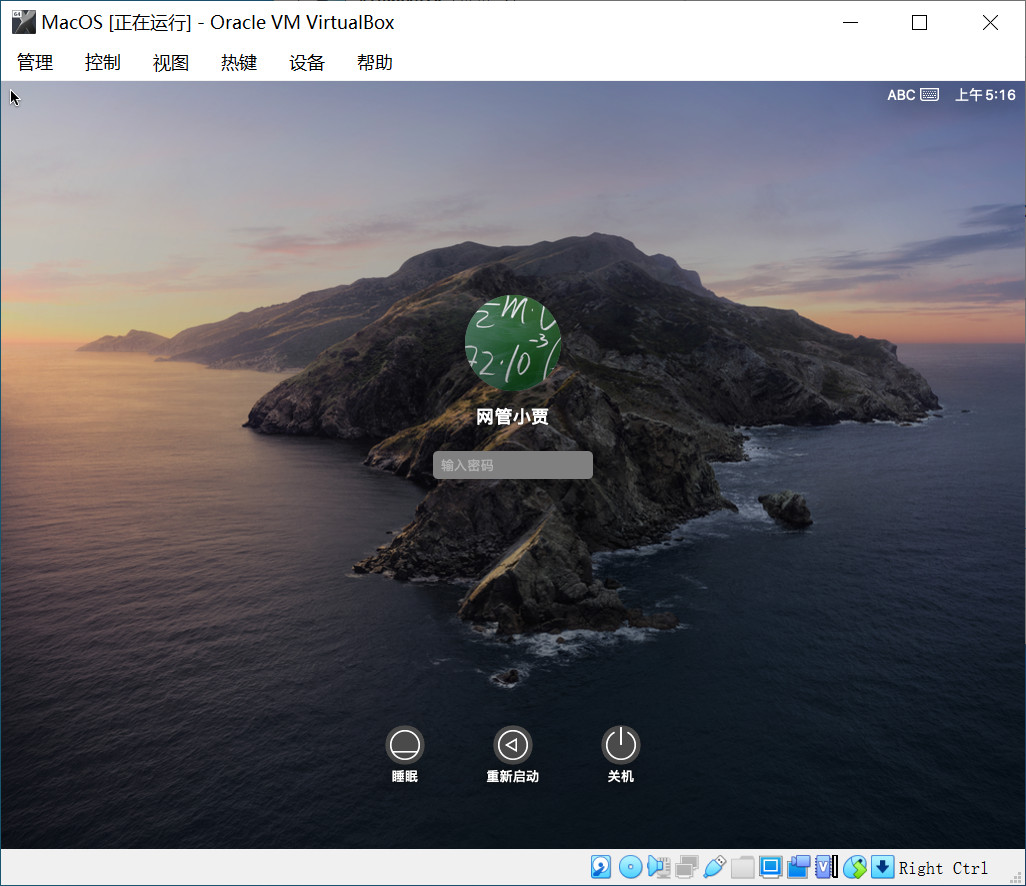 MacOS [正在运行] - Oracle VM VirtualBox
管理 控制 视图 热键 设备 帮助
ABC 上午5:16
网管小贾
输入密码
睡眠 重新启动 关机
Right Ctrl